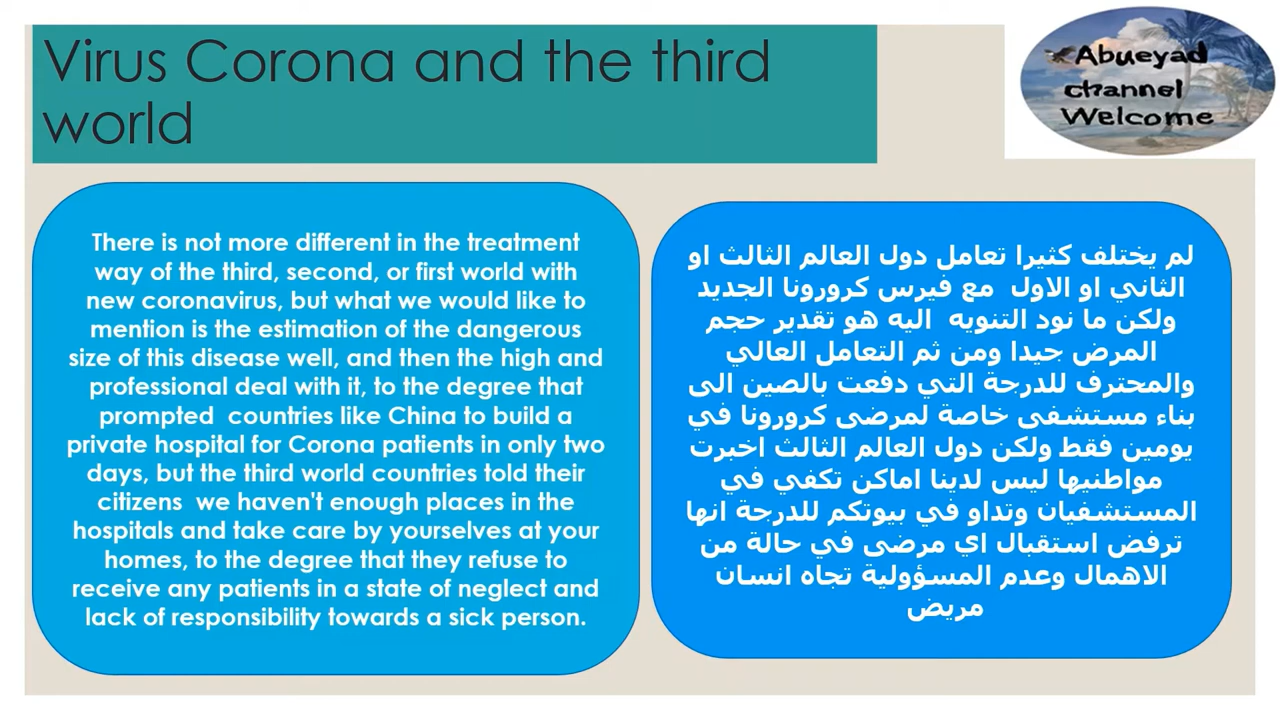 Virus Corona and the third
world
Abueyad
channel
Welcome
There is not more different in the treatment
way of the third, second, or first world with
new coronavirus, but what we would like to
mention is the estimation of the dangerous
size of this disease well, and then the high and
professional deal with it, to the degree that
prompted  countries like China to build a
private hospital for Corona patients in only two
days, but the third world countries told their
citizens  we haven't enough places in the
hospitals and take care by yourselves at your
homes, to the degree that they refuse to
receive any patients in a state of neglect and
lack of responsibility towards a sick person.
لم يختلف كثيرا تعامل دول العالم الثالث او
الثاني او الاول  مع فيرس كرورونا الجديد
ولكن ما نود التنويه  اليه هو تقدير حجم
المرض جيدا ومن ثم التعامل العالي
والمحترف للدرجة التي دفعت بالصين الى
بناء مستشفى خاصة لمرضى كرورونا في
يومين فقط ولكن دول العالم الثالث اخبرت
مواطنيها ليس لدينا اماكن تكفي في
المستشفيان وتداو في بيوتكم للدرجة انها
ترفض استقبال اي مرضى في حالة من
الاهمال وعدم المسؤولية تجاه انسان
مريض